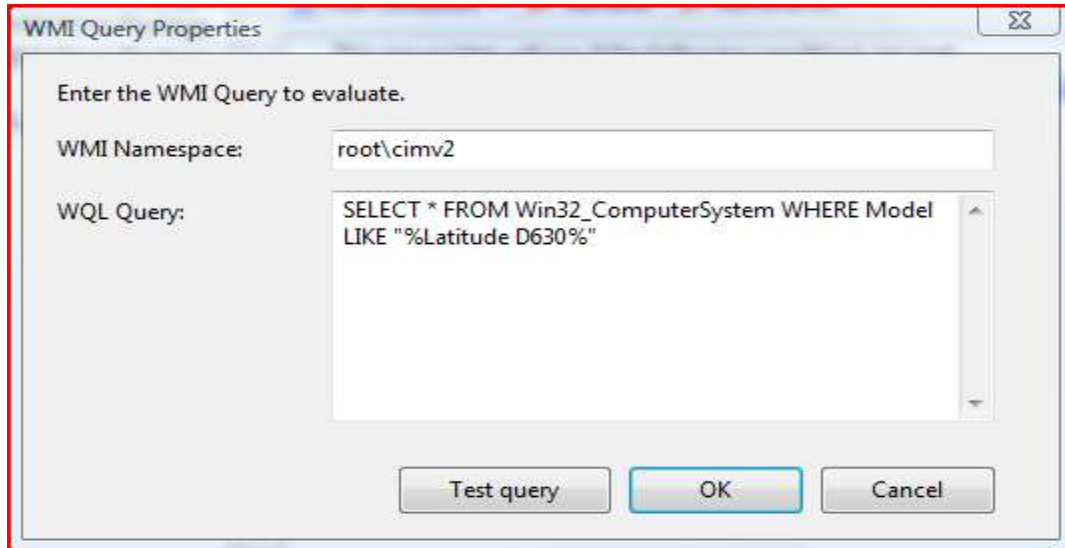 WMI Query Properties
Enter the WMI Query to evaluate.
WMI Namespace: root\cimv2
WQL Query: SELECT * FROM Win32_ComputerSystem WHERE Model
LIKE "%Latitude D630%"
Test query OK Cancel